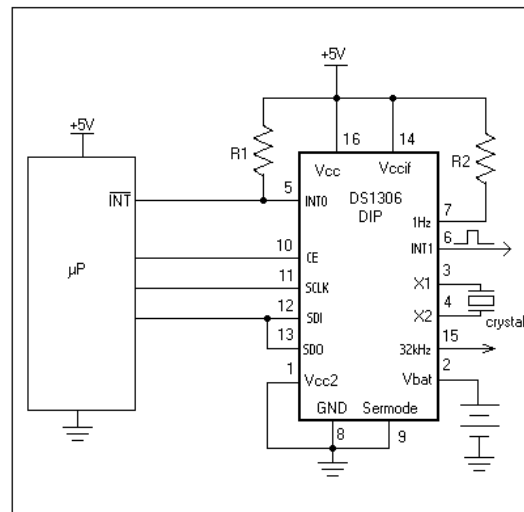 +5V
+5V
R1
R2
16
14
Vcc
Vccif
DS1306
DIP
INT
5
INT0
7
1Hz
6
INT1
µP
10
CE
3
X1
11
SCLK
4
X2
crystal
12
SDI
13
SDO
15
32kHz
1
Vcc2
2
Vbat
GND
Sermode
8
9